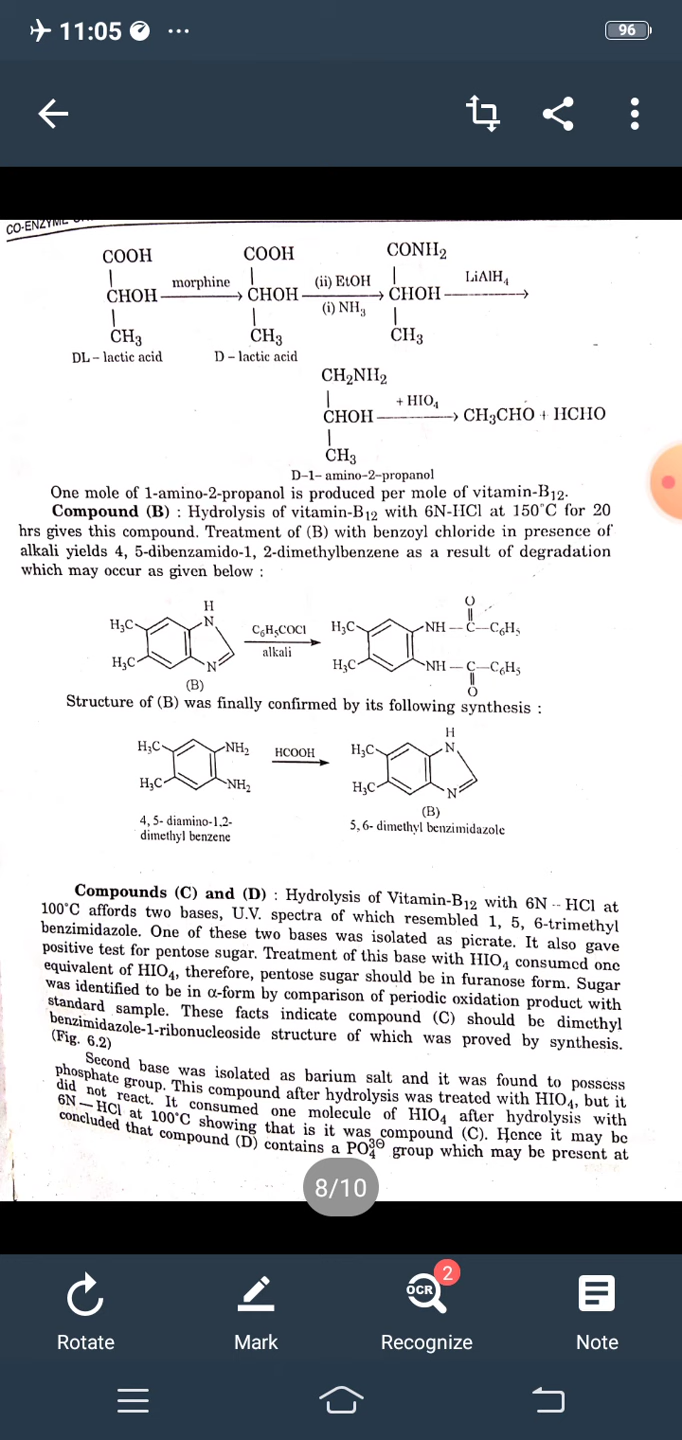 11:05 ...
96
CO-ENZYME
COOH COOH CONH₂
| morphine | (ii) EtOH | LiAlH₄
CHOH ⟶ CHOH ⟶ CHOH ⟶
| | (i) NH₃ |
CH₃ CH₃ CH₃
DL – lactic acid D – lactic acid
CH₂NH₂
| + HIO₄
CHOH ⟶ CH₃CHO + HCHO
|
CH₃
D–1– amino–2–propanol
One mole of 1-amino-2-propanol is produced per mole of vitamin-B₁₂.
Compound (B) : Hydrolysis of vitamin-B₁₂ with 6N-HCl at 150°C for 20
hrs gives this compound. Treatment of (B) with benzoyl chloride in presence of
alkali yields 4, 5-dibenzamido-1, 2-dimethylbenzene as a result of degradation
which may occur as given below :
H O
H₃C N C₆H₅COCl H₃C NH — C — C₆H₅
H₃C N alkali H₃C NH — C — C₆H₅
(B) O
Structure of (B) was finally confirmed by its following synthesis :
H
H₃C NH₂ HCOOH H₃C N
H₃C NH₂ H₃C N
(B)
4, 5- diamino-1,2- 5, 6- dimethyl benzimidazole
dimethyl benzene
Compounds (C) and (D) : Hydrolysis of Vitamin-B₁₂ with 6N - HCl at
100°C affords two bases, U.V. spectra of which resembled 1, 5, 6-trimethyl
benzimidazole. One of these two bases was isolated as picrate. It also gave
positive test for pentose sugar. Treatment of this base with HIO₄ consumed one
equivalent of HIO₄, therefore, pentose sugar should be in furanose form. Sugar
was identified to be in α-form by comparison of periodic oxidation product with
standard sample. These facts indicate compound (C) should be dimethyl
benzimidazole-1-ribonucleoside structure of which was proved by synthesis.
(Fig. 6.2)
Second base was isolated as barium salt and it was found to possess
phosphate group. This compound after hydrolysis was treated with HIO₄, but it
did not react. It consumed one molecule of HIO₄ after hydrolysis with
6N — HCl at 100°C showing that is it was compound (C). Hence it may be
concluded that compound (D) contains a PO₄³⊖ group which may be present at
8/10
2
OCR
Rotate Mark Recognize Note